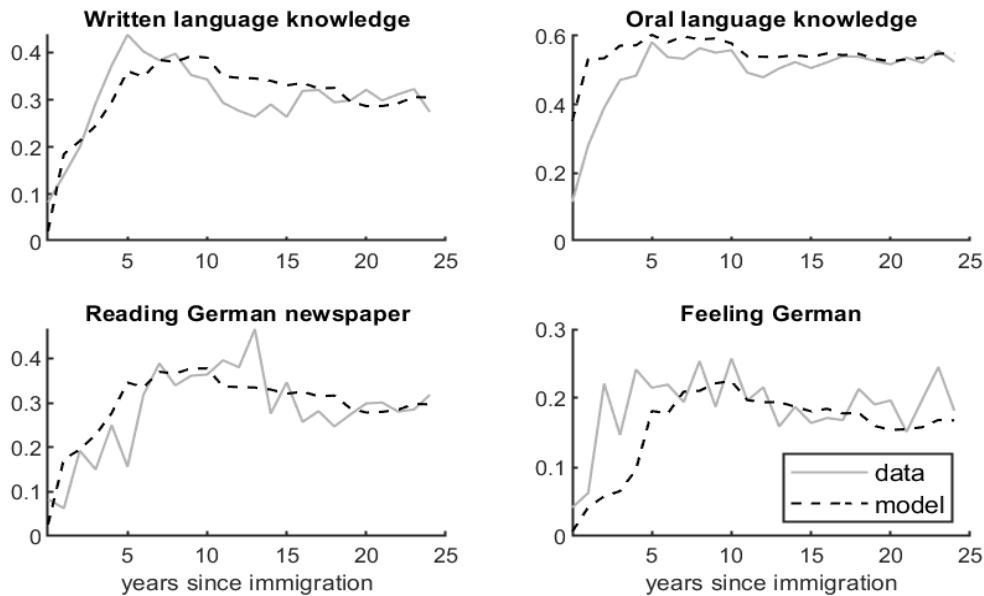 Written language knowledge
0.4
0.3
0.2
0.1
0
5 10 15 20 25
Oral language knowledge
0.6
0.4
0.2
0
5 10 15 20 25
Reading German newspaper
0.4
0.3
0.2
0.1
0
5 10 15 20 25
years since immigration
Feeling German
0.3
0.2
0.1
0
data
model
5 10 15 20 25
years since immigration